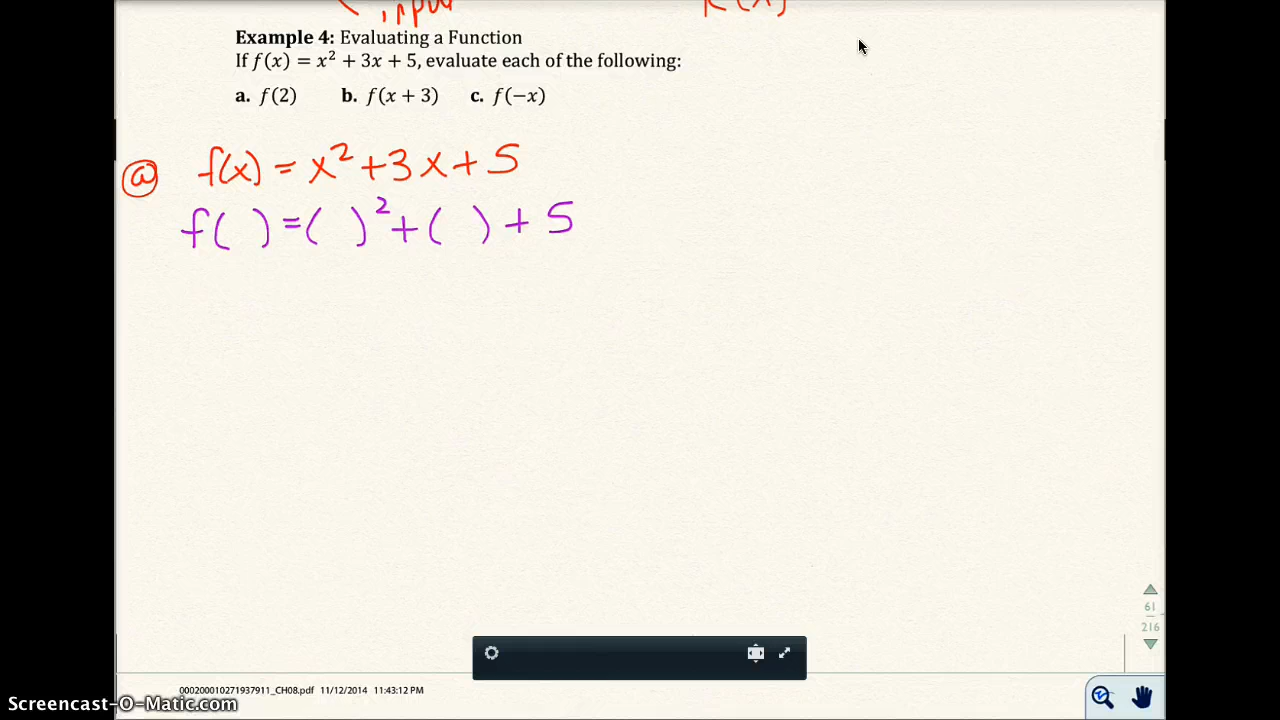 input K(x)
Example 4: Evaluating a Function
If f(x) = x² + 3x + 5, evaluate each of the following:
a. f(2) b. f(x + 3) c. f(−x)
ⓐ f(x) = x² + 3x + 5
f( ) = ( )² + ( ) + 5
61
216
000200010271937911_CH08.pdf 11/12/2014 11:43:12 PM
Screencast-O-Matic.com